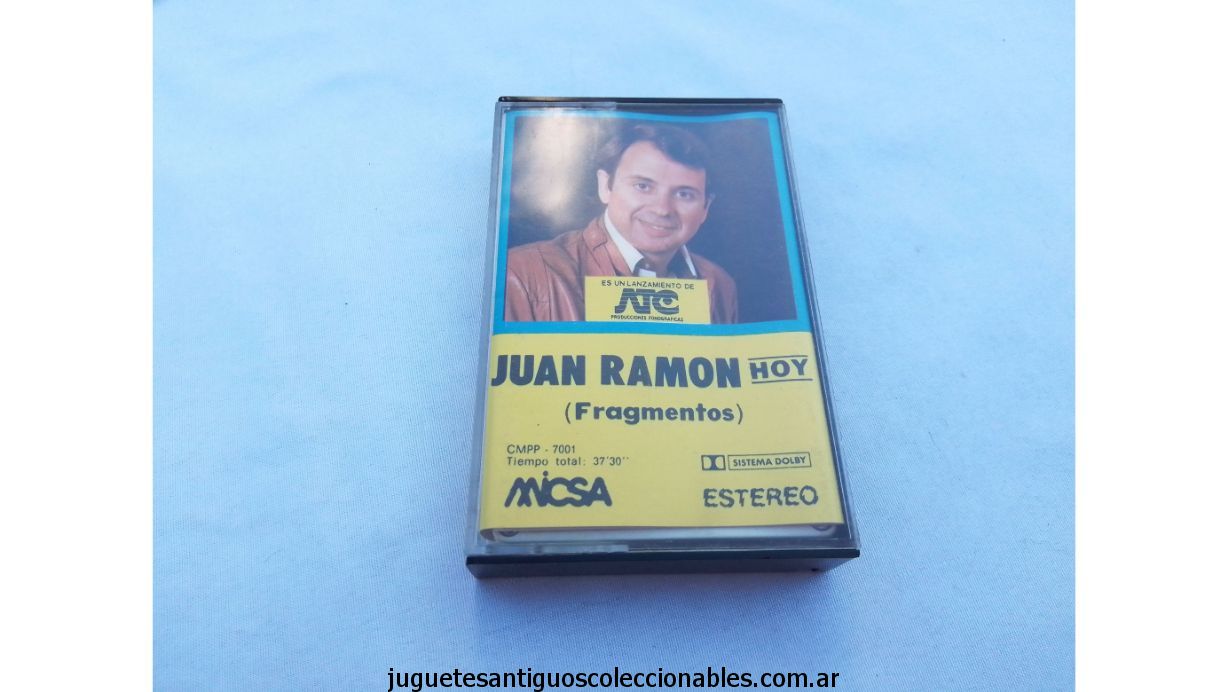 ES UN LANZAMIENTO DE
ATC
PRODUCCIONES FONOGRAFICAS
JUAN RAMON HOY
(Fragmentos)
CMPP - 7001
Tiempo total: 37'30''
SISTEMA DOLBY
MICSA
ESTEREO
juguetesantiguoscoleccionables.com.ar